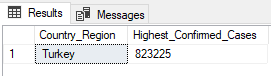 Results Messages
Country_Region Highest_Confirmed_Cases
1 Turkey 823225